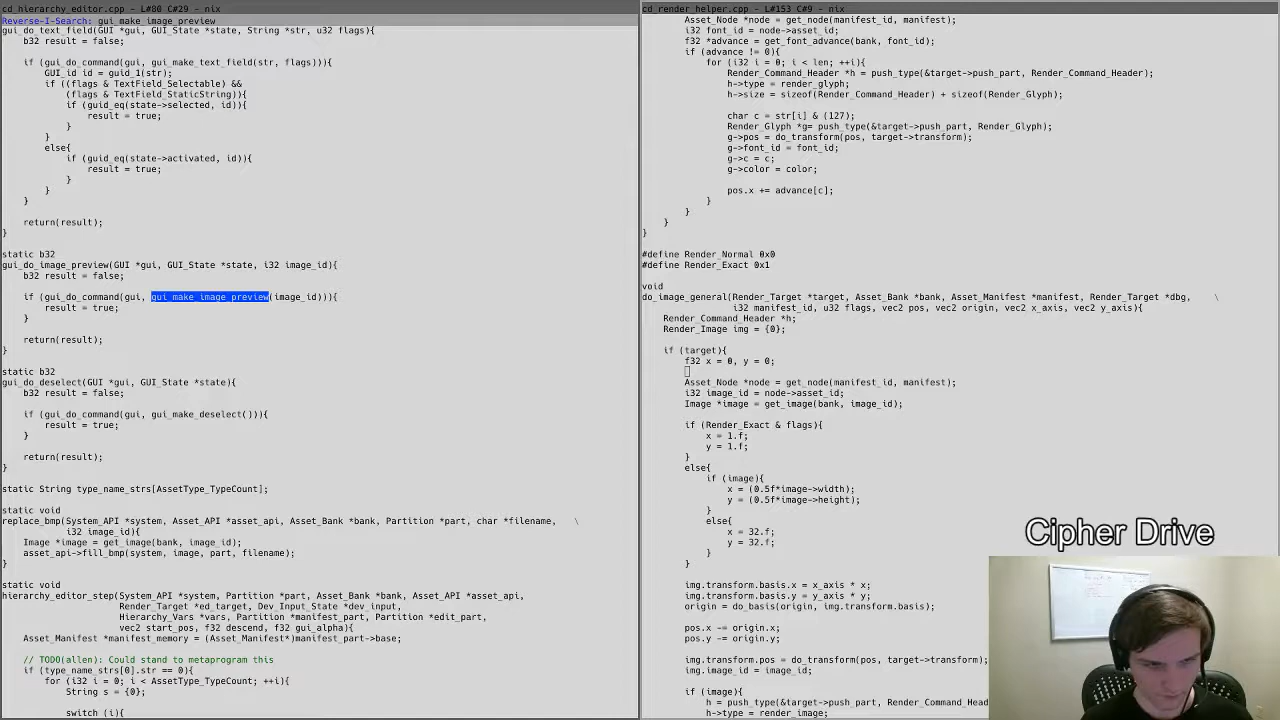 cd_hierarchy_editor.cpp - L#80 C#29 - nix
Reverse-I-Search: gui_make_image_preview
gui_do_text_field(GUI *gui, GUI_State *state, String *str, u32 flags){
b32 result = false;
if (gui_do_command(gui, gui_make_text_field(str, flags))){
GUI_id id = guid_1(str);
if ((flags & TextField_Selectable) &&
(flags & TextField_StaticString)){
if (guid_eq(state->selected, id)){
result = true;
}
}
else{
if (guid_eq(state->activated, id)){
result = true;
}
}
}
return(result);
}
static b32
gui_do_image_preview(GUI *gui, GUI_State *state, i32 image_id){
b32 result = false;
if (gui_do_command(gui, gui_make_image_preview(image_id))){
result = true;
}
return(result);
}
static b32
gui_do_deselect(GUI *gui, GUI_State *state){
b32 result = false;
if (gui_do_command(gui, gui_make_deselect())){
result = true;
}
return(result);
}
static String type_name_strs[AssetType_TypeCount];
static void
replace_bmp(System_API *system, Asset_API *asset_api, Asset_Bank *bank, Partition *part, char *filename, \
i32 image_id){
Image *image = get_image(bank, image_id);
asset_api->fill_bmp(system, image, part, filename);
}
static void
hierarchy_editor_step(System_API *system, Partition *part, Asset_Bank *bank, Asset_API *asset_api,
Render_Target *ed_target, Dev_Input_State *dev_input,
Hierarchy_Vars *vars, Partition *manifest_part, Partition *edit_part,
vec2 start_pos, f32 descend, f32 gui_alpha){
Asset_Manifest *manifest_memory = (Asset_Manifest*)manifest_part->base;
// TODO(allen): Could stand to metaprogram this
if (type_name_strs[0].str == 0){
for (i32 i = 0; i < AssetType_TypeCount; ++i){
String s = {0};
switch (i){
cd_render_helper.cpp - L#153 C#9 - nix
Asset_Node *node = get_node(manifest_id, manifest);
i32 font_id = node->asset_id;
f32 *advance = get_font_advance(bank, font_id);
if (advance != 0){
for (i32 i = 0; i < len; ++i){
Render_Command_Header *h = push_type(&target->push_part, Render_Command_Header);
h->type = render_glyph;
h->size = sizeof(Render_Command_Header) + sizeof(Render_Glyph);
char c = str[i] & (127);
Render_Glyph *g= push_type(&target->push_part, Render_Glyph);
g->pos = do_transform(pos, target->transform);
g->font_id = font_id;
g->c = c;
g->color = color;
pos.x += advance[c];
}
}
}
}
#define Render_Normal 0x0
#define Render_Exact 0x1
void
do_image_general(Render_Target *target, Asset_Bank *bank, Asset_Manifest *manifest, Render_Target *dbg, \
i32 manifest_id, u32 flags, vec2 pos, vec2 origin, vec2 x_axis, vec2 y_axis){
Render_Command_Header *h;
Render_Image img = {0};
if (target){
f32 x = 0, y = 0;
Asset_Node *node = get_node(manifest_id, manifest);
i32 image_id = node->asset_id;
Image *image = get_image(bank, image_id);
if (Render_Exact & flags){
x = 1.f;
y = 1.f;
}
else{
if (image){
x = (0.5f*image->width);
y = (0.5f*image->height);
}
else{
x = 32.f;
y = 32.f;
}
}
img.transform.basis.x = x_axis * x;
img.transform.basis.y = y_axis * y;
origin = do_basis(origin, img.transform.basis);
pos.x -= origin.x;
pos.y -= origin.y;
img.transform.pos = do_transform(pos, target->transform);
img.image_id = image_id;
if (image){
h = push_type(&target->push_part, Render_Command_Head
h->type = render_image;
Cipher Drive